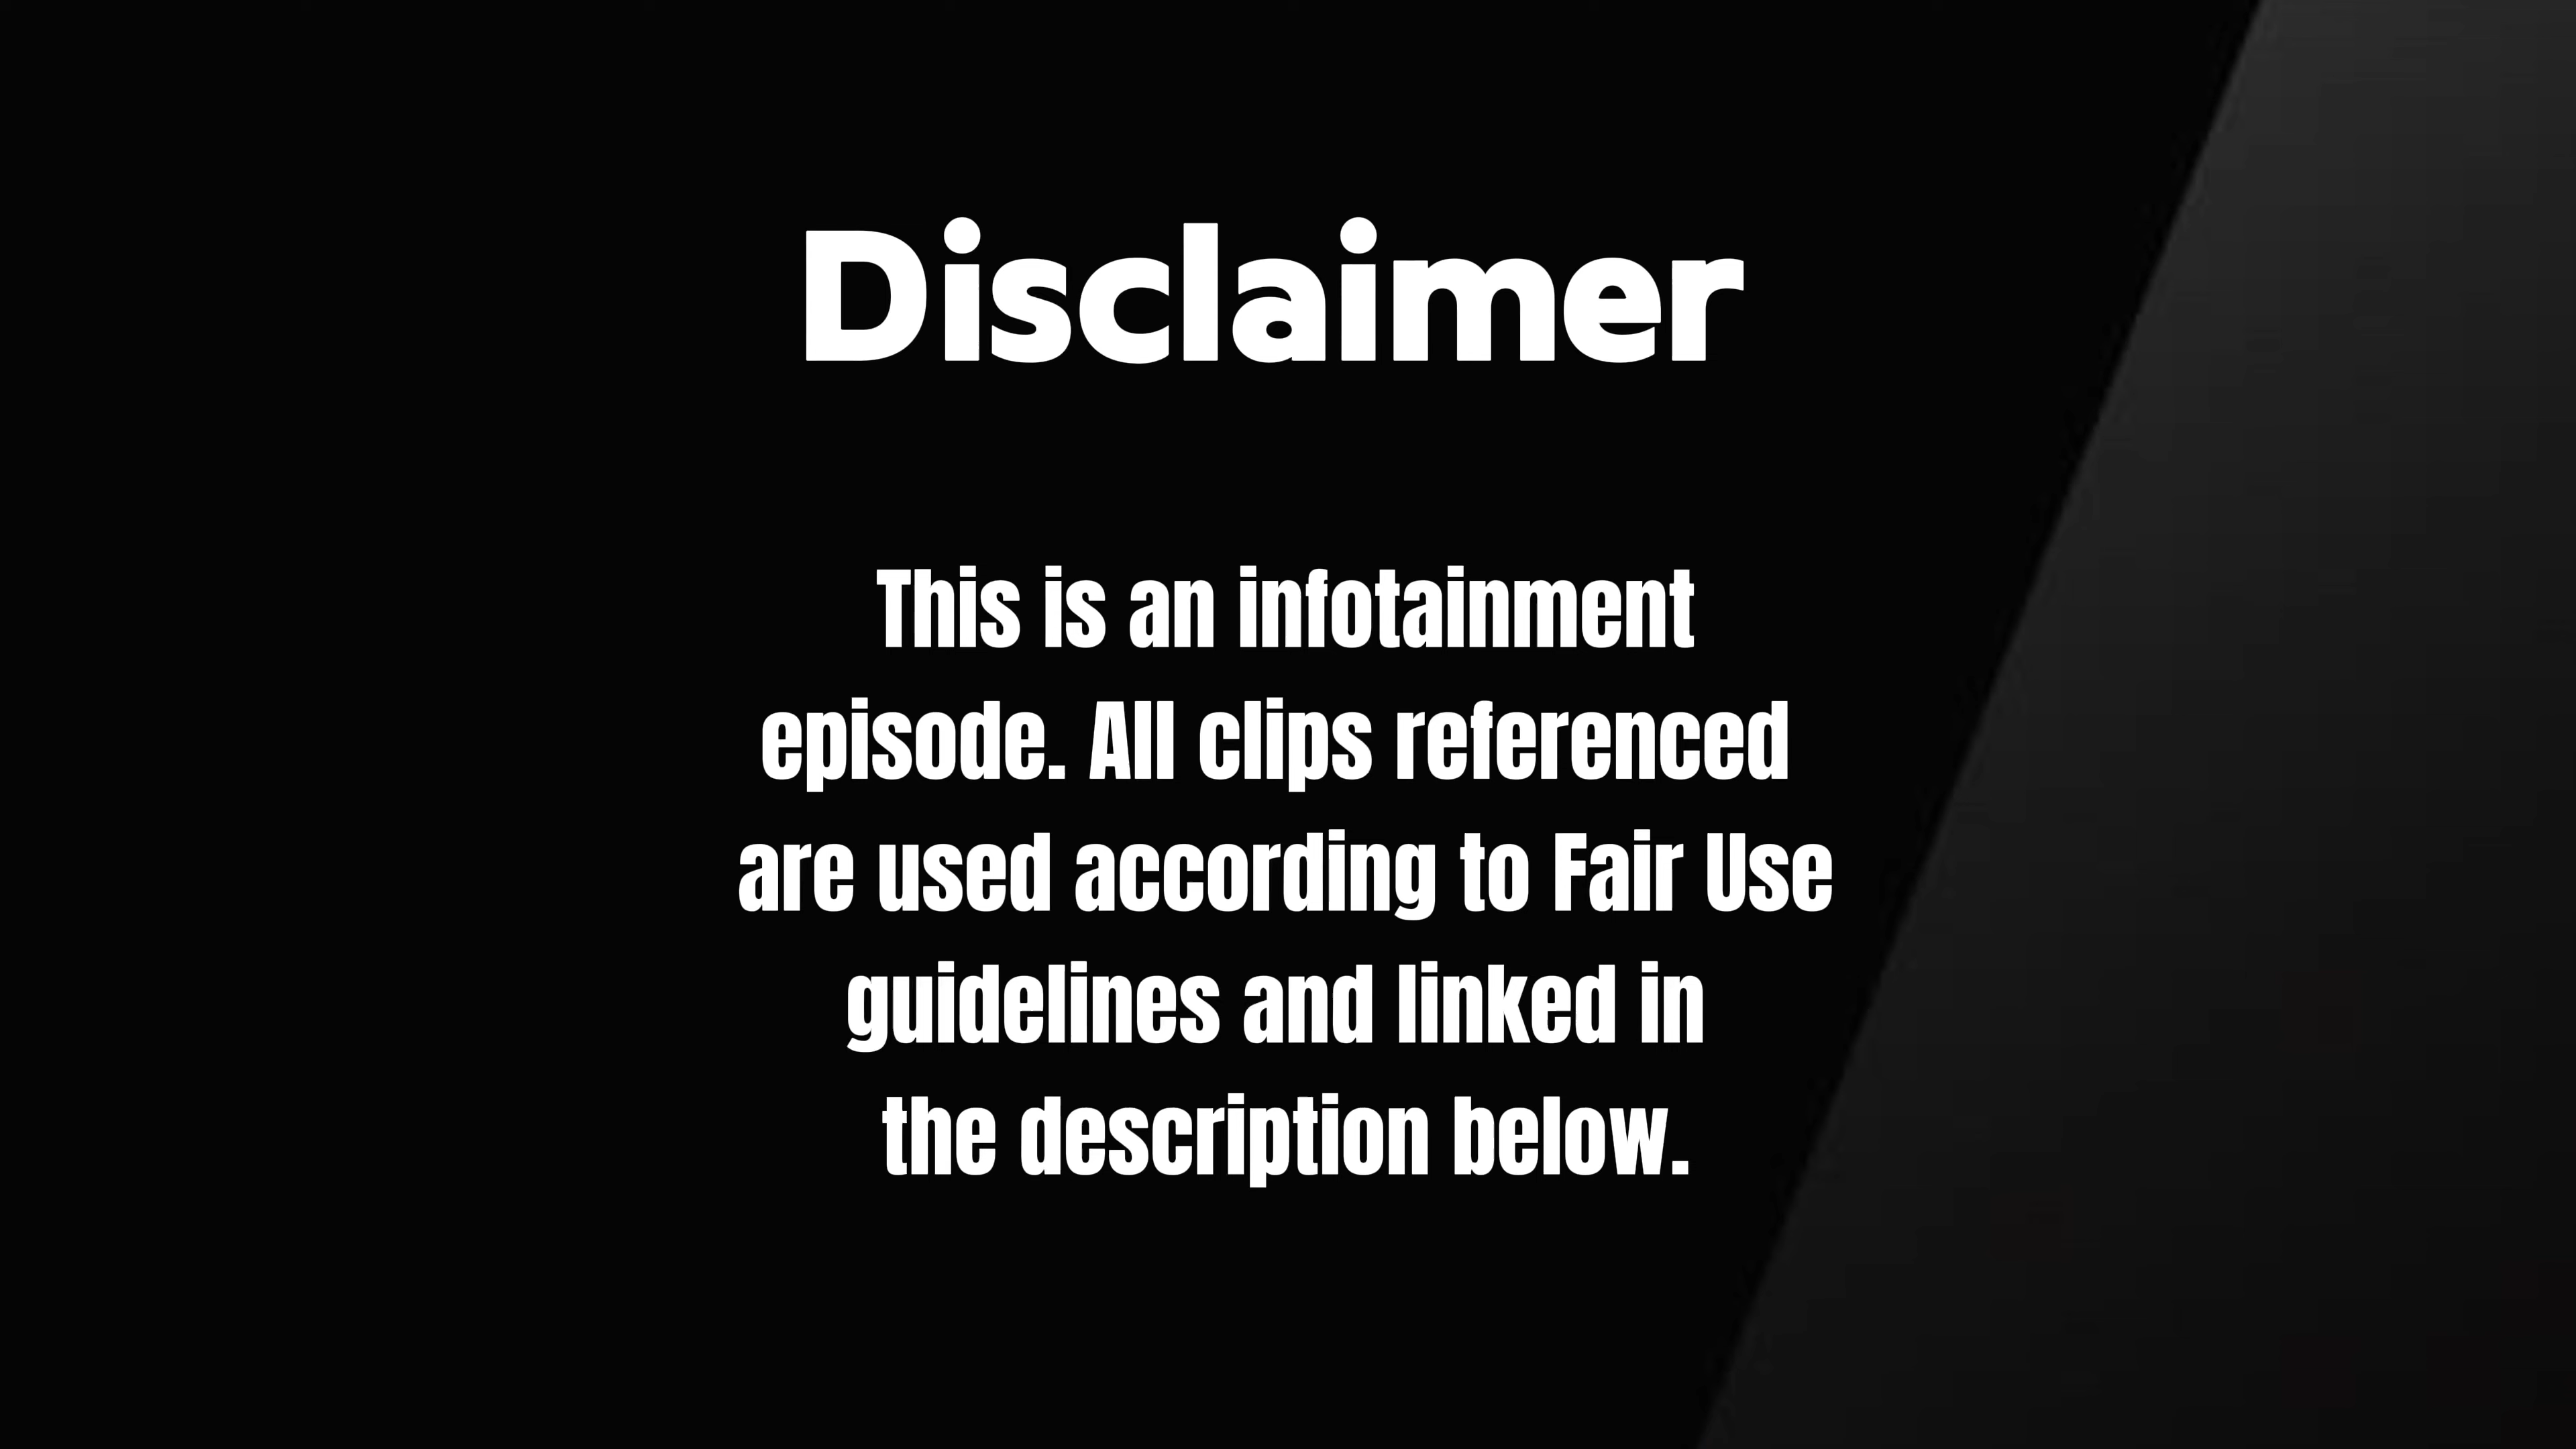 Disclaimer
This is an infotainment
episode. All clips referenced
are used according to Fair Use
guidelines and linked in
the description below.